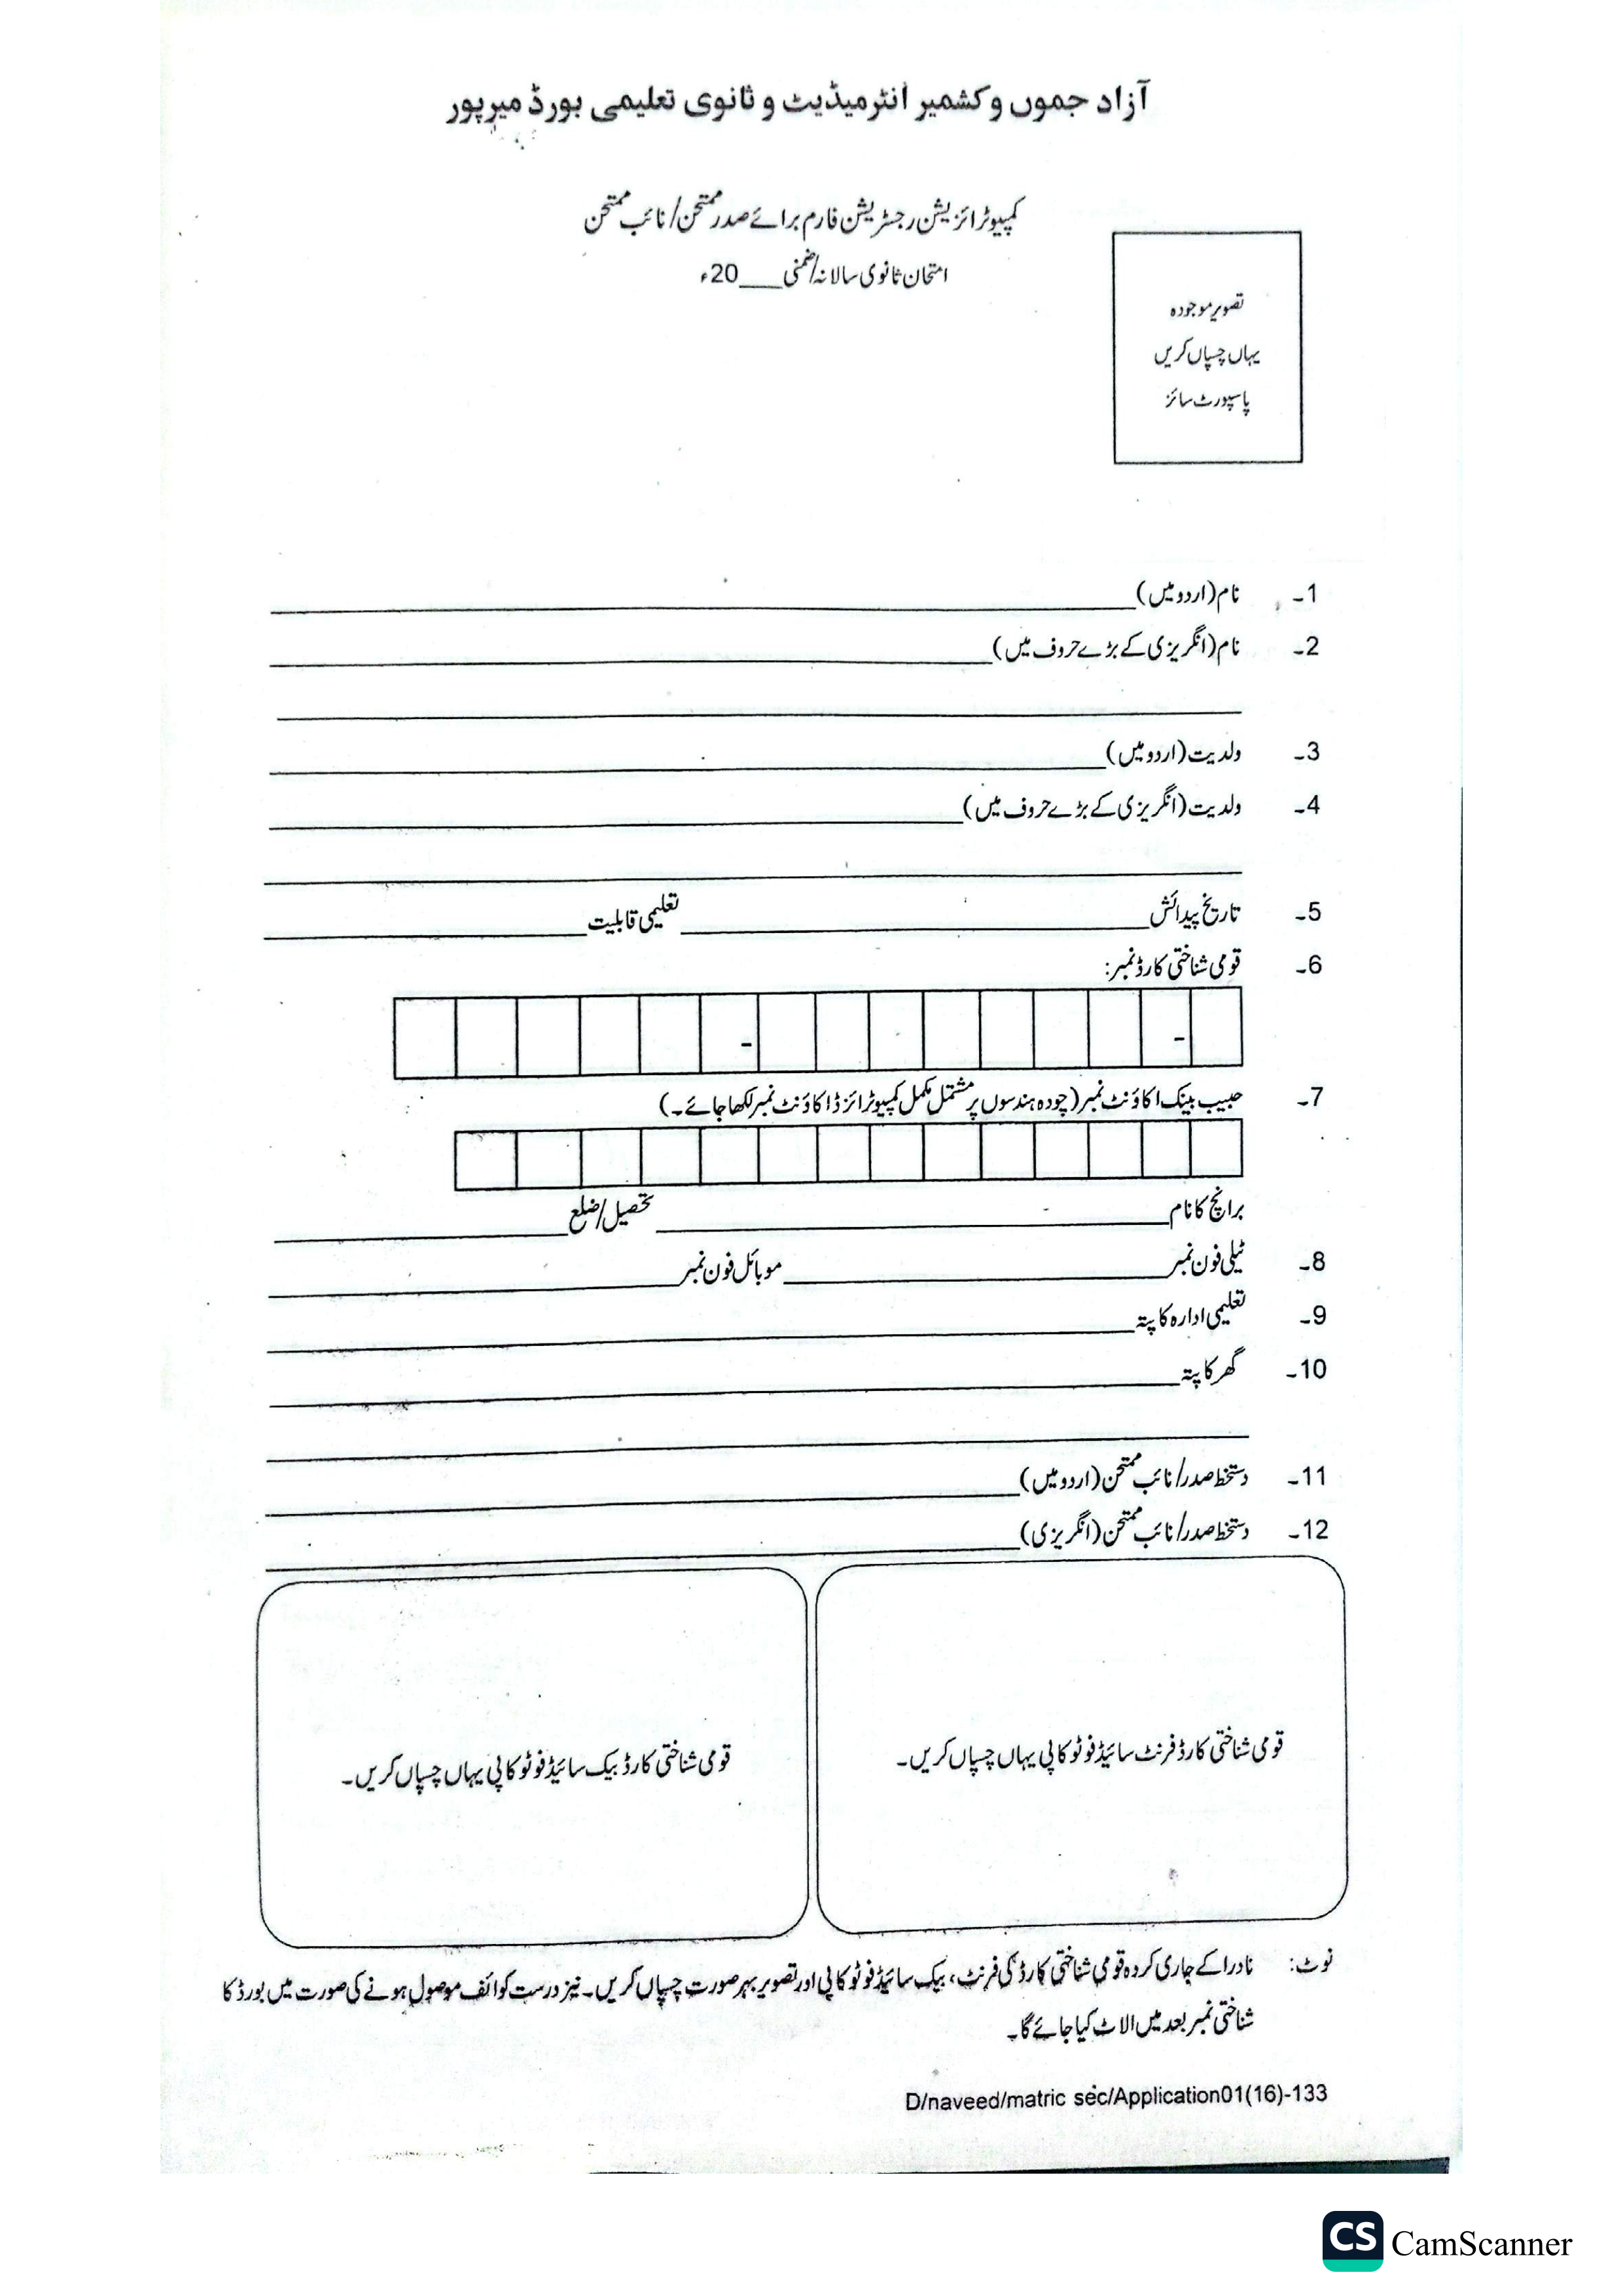 آزاد جموں و کشمیر انٹرمیڈیٹ و ثانوی تعلیمی بورڈ میرپور
کمپیوٹرائزیشن رجسٹریشن فارم برائے صدر ممتحن/نائب ممتحن
امتحان ثانوی سالانہ/ضمنی ____20ء
تصویر موجودہ
یہاں چسپاں کریں
پاسپورٹ سائز
1۔ نام (اردو میں)
2۔ نام (انگریزی کے بڑے حروف میں)
3۔ ولدیت (اردو میں)
4۔ ولدیت (انگریزی کے بڑے حروف میں)
5۔ تاریخ پیدائش تعلیمی قابلیت
6۔ قومی شناختی کارڈ نمبر:
- -
7۔ حبیب بینک اکاؤنٹ نمبر (چودہ ہندسوں پر مشتمل مکمل کمپیوٹرائزڈ اکاؤنٹ نمبر لکھا جائے۔)
برانچ کا نام تحصیل/ضلع
8۔ ٹیلی فون نمبر موبائل فون نمبر
9۔ تعلیمی ادارہ کا پتہ
10۔ گھر کا پتہ
11۔ دستخط صدر/نائب ممتحن (اردو میں)
12۔ دستخط صدر/نائب ممتحن (انگریزی)
قومی شناختی کارڈ فرنٹ سائیڈ فوٹو کاپی یہاں چسپاں کریں۔
قومی شناختی کارڈ بیک سائیڈ فوٹو کاپی یہاں چسپاں کریں۔
نوٹ: نادرا کے جاری کردہ قومی شناختی کارڈ کی فرنٹ، بیک سائیڈ فوٹو کاپی اور تصویر بہر صورت چسپاں کریں۔ نیز درست کوائف موصول ہونے کی صورت میں بورڈ کا
شناختی نمبر بعد میں الاٹ کیا جائے گا۔
D/naveed/matric sec/Application01(16)-133
CS CamScanner